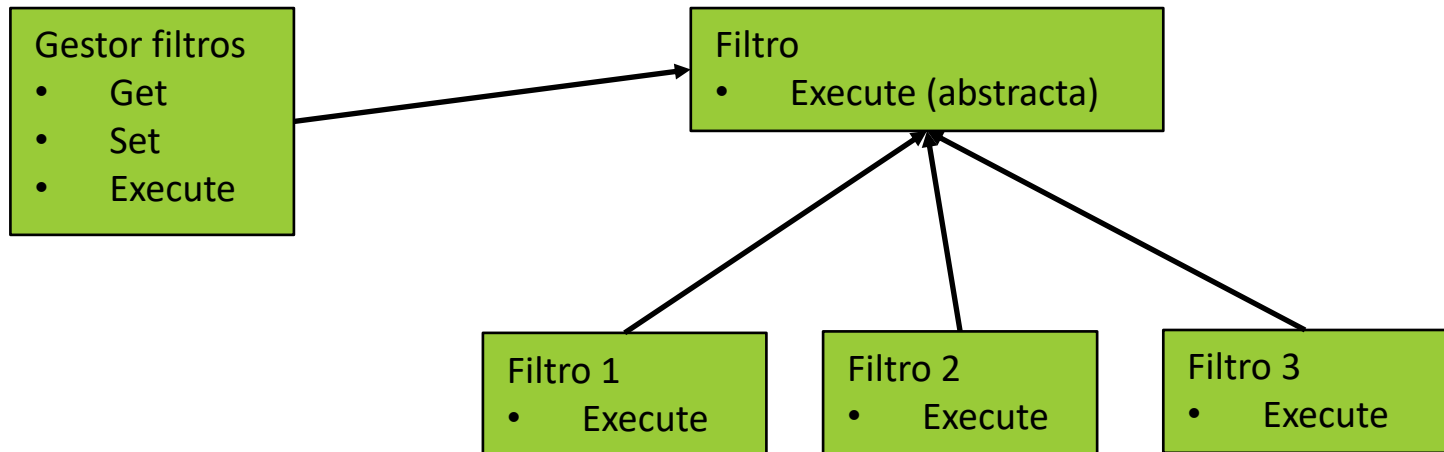 Gestor filtros
• Get
• Set
• Execute
Filtro
• Execute (abstracta)
Filtro 1
• Execute
Filtro 2
• Execute
Filtro 3
• Execute